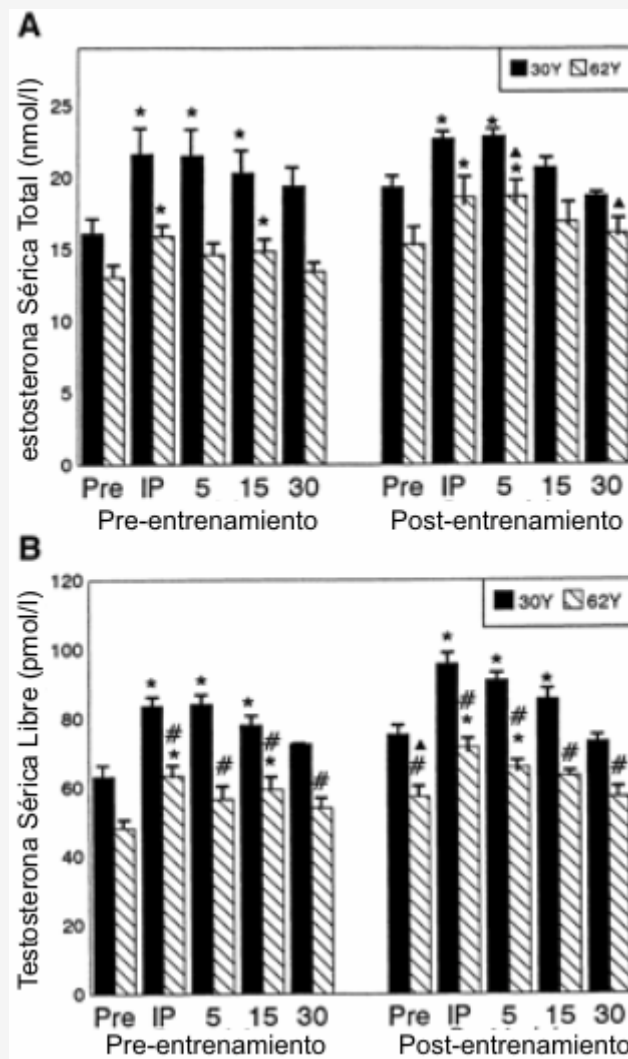 A
30Y 62Y
estosterona Sérica Total (nmol/l)
25
20
15
10
5
0
Pre IP 5 15 30 Pre IP 5 15 30
Pre-entrenamiento Post-entrenamiento
B
30Y 62Y
Testosterona Sérica Libre (pmol/l)
120
100
80
60
40
20
0
Pre IP 5 15 30 Pre IP 5 15 30
Pre-entrenamiento Post-entrenamiento